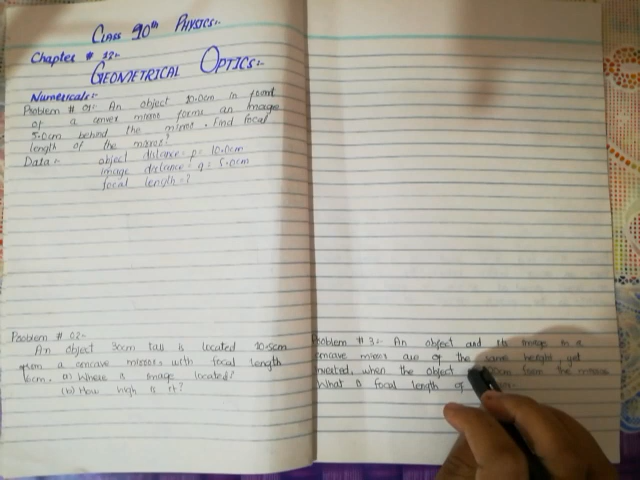 CLASS 10th PHYSICS:-
Chapter # 12:-
GEOMETRICAL OPTICS:-
Numericals:-
Problem # 01:- An object 10.0cm in front
of a convex mirror forms an image
5.0cm behind the mirror. Find focal
length of the mirror?
Data:- object distance = p = 10.0cm
image distance = q = 5.0cm
focal length = ?
Problem # 02:-
An object 30cm tall is located 10.5cm
from a concave mirror, with focal length
16cm. a) Where is image located?
(b) How high is it?
Problem # 3:- An object and its image in a
concave mirror are of the same height, yet
inverted, when the object from the mirror
What is focal length of